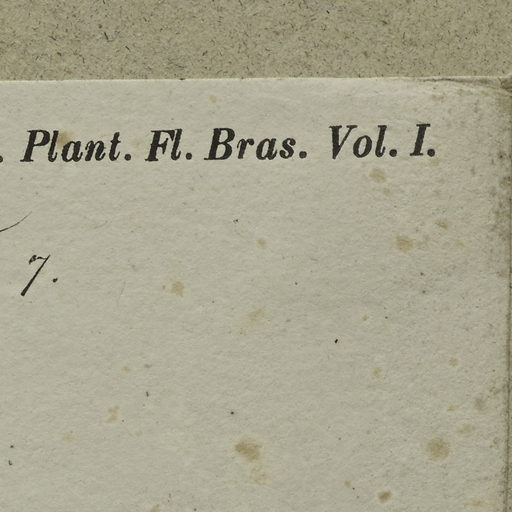 . Plant. Fl. Bras. Vol. I.
7.